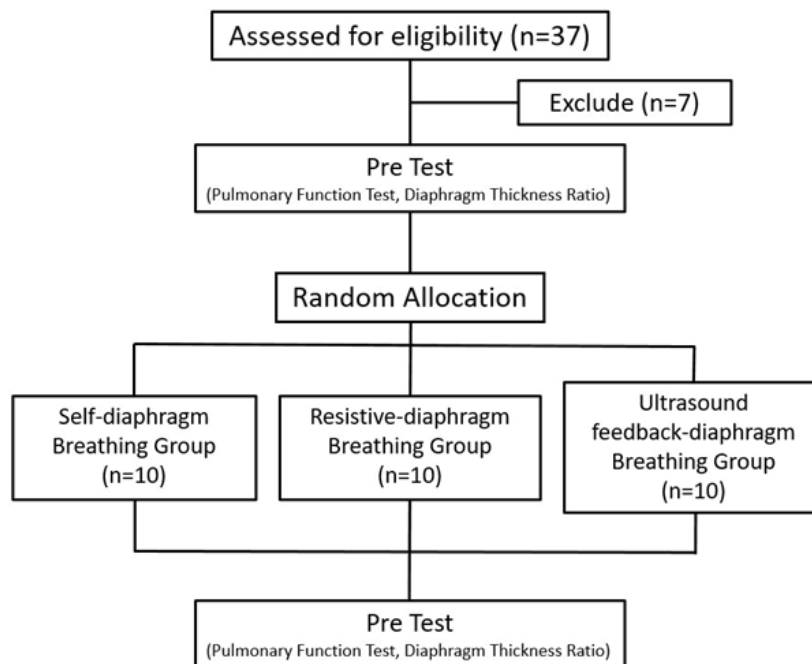 Assessed for eligibility (n=37)
Exclude (n=7)
Pre Test
(Pulmonary Function Test, Diaphragm Thickness Ratio)
Random Allocation
Self-diaphragm
Breathing Group
(n=10)
Resistive-diaphragm
Breathing Group
(n=10)
Ultrasound
feedback-diaphragm
Breathing Group
(n=10)
Pre Test
(Pulmonary Function Test, Diaphragm Thickness Ratio)